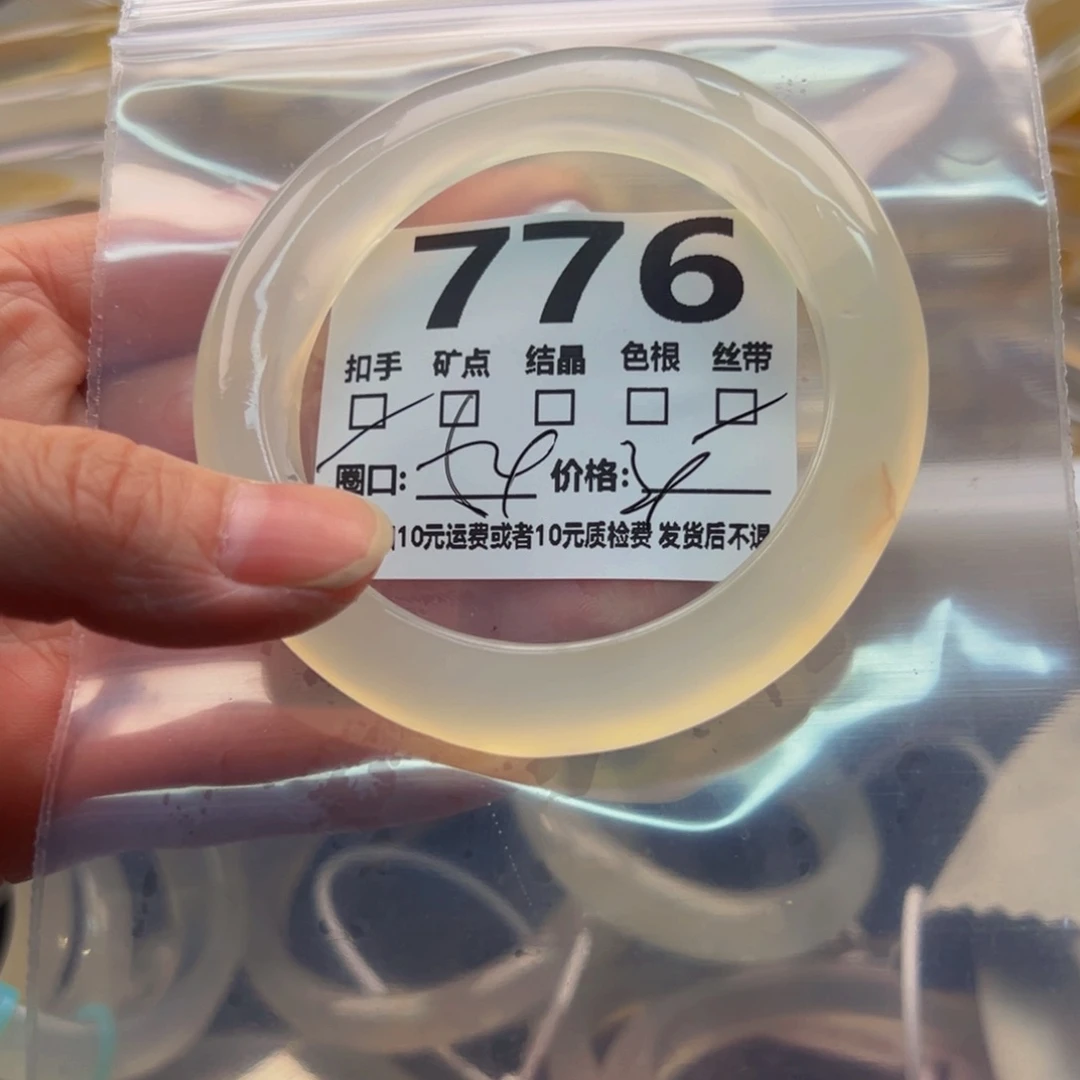 776
扣手 矿点 结晶 色根 丝带
圈口: 价格:
10元运费或者10元质检费 发货后不退